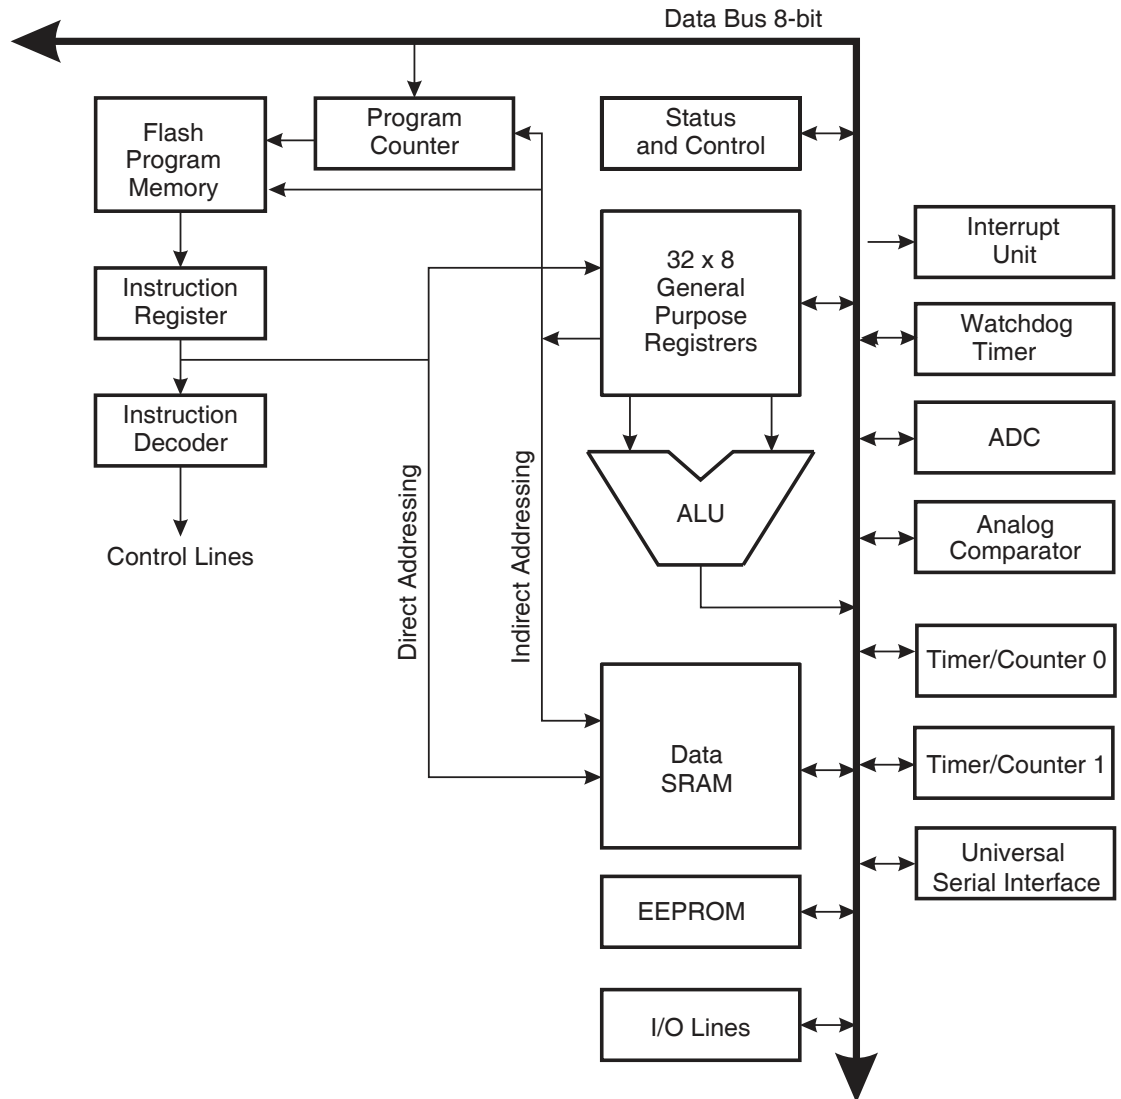 Data Bus 8-bit
Flash
Program
Memory
Program
Counter
Status
and Control
Interrupt
Unit
32 x 8
General
Purpose
Registrers
Instruction
Register
Watchdog
Timer
Instruction
Decoder
ADC
Direct Addressing
Indirect Addressing
ALU
Analog
Comparator
Control Lines
Timer/Counter 0
Data
SRAM
Timer/Counter 1
Universal
Serial Interface
EEPROM
I/O Lines